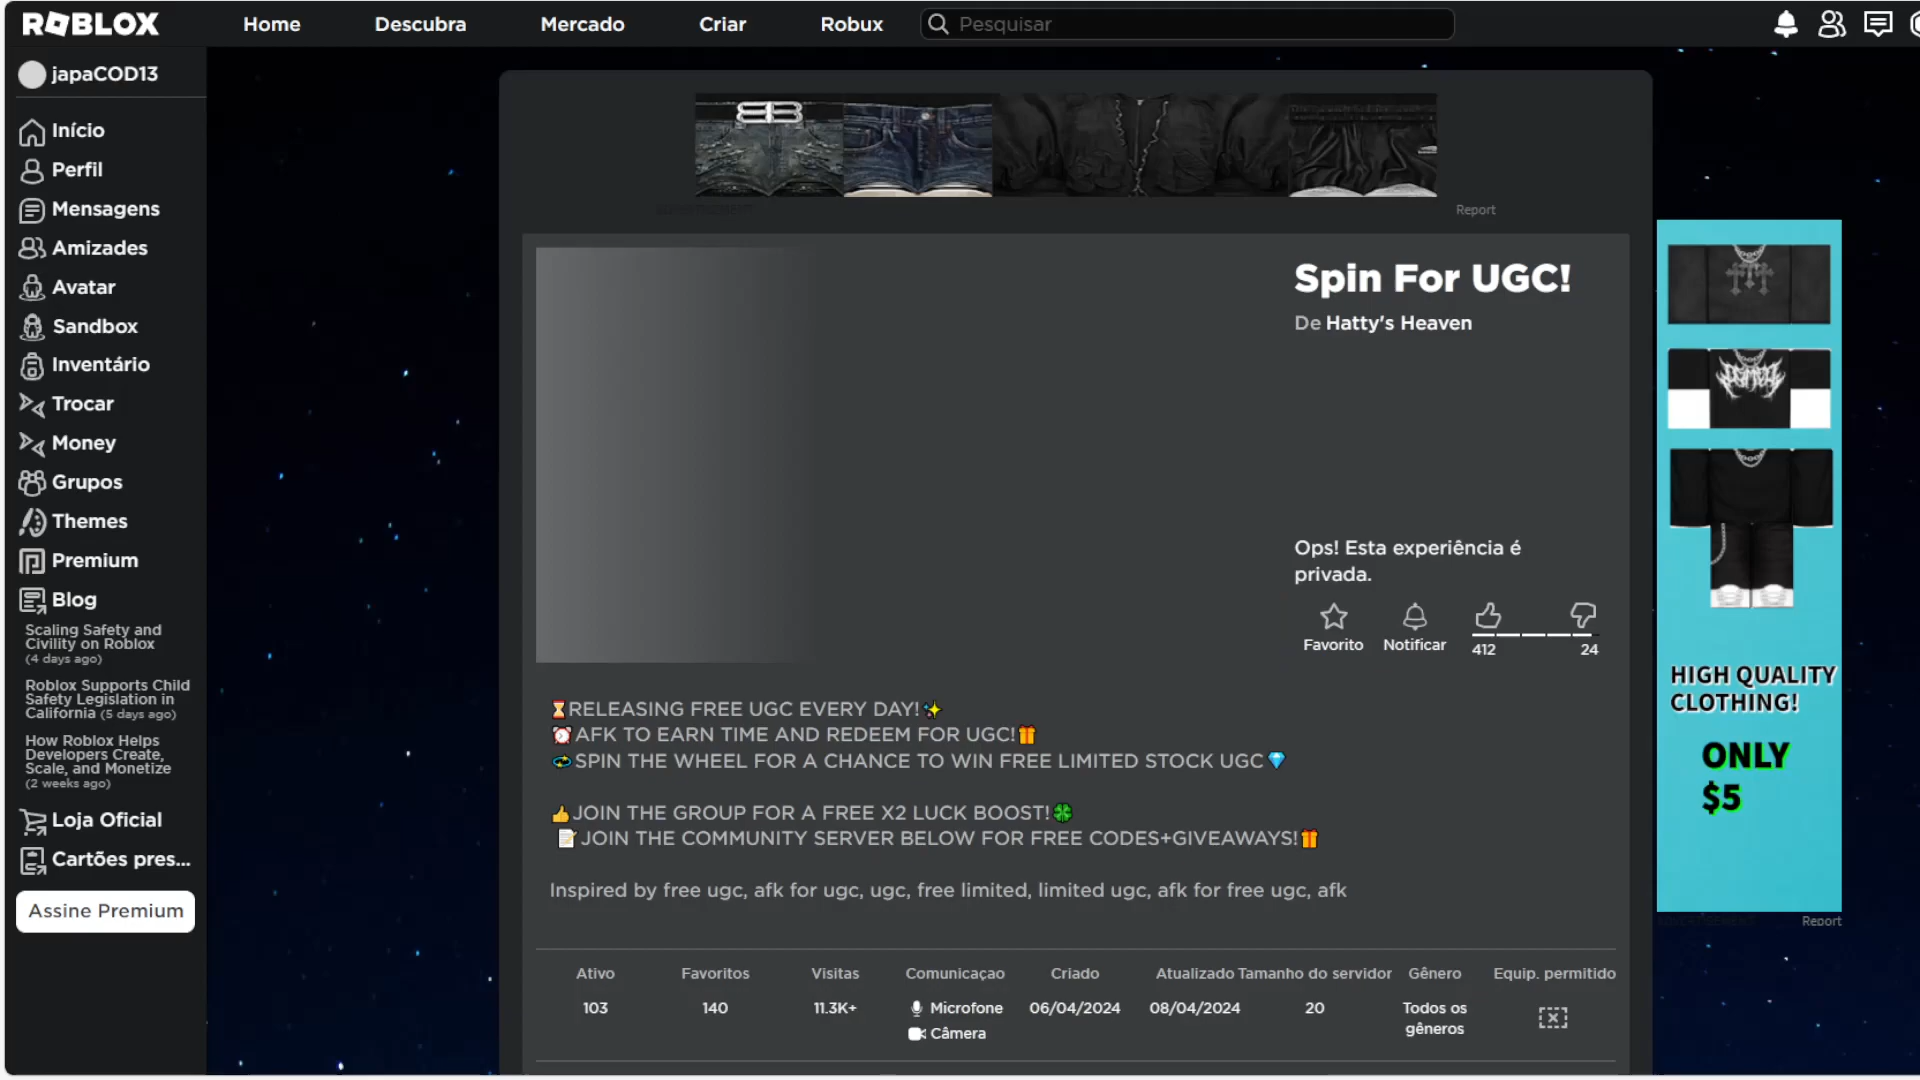 ROBLOX
Home
Descubra
Mercado
Criar
Robux
Pesquisar
japaCOD13
Início
Perfil
Mensagens
Amizades
Avatar
Sandbox
Inventário
Trocar
Money
Grupos
Themes
Premium
Blog
Scaling Safety and
Civility on Roblox
(4 days ago)
Roblox Supports Child
Safety Legislation in
California (5 days ago)
How Roblox Helps
Developers Create,
Scale, and Monetize
(2 weeks ago)
Loja Oficial
Cartões pres...
Assine Premium
Report
Spin For UGC!
De Hatty's Heaven
Ops! Esta experiência é
privada.
Favorito
Notificar
412
24
⏳RELEASING FREE UGC EVERY DAY!✨
⏰AFK TO EARN TIME AND REDEEM FOR UGC!🎁
💫SPIN THE WHEEL FOR A CHANCE TO WIN FREE LIMITED STOCK UGC💎
👍JOIN THE GROUP FOR A FREE X2 LUCK BOOST!🍀
📝JOIN THE COMMUNITY SERVER BELOW FOR FREE CODES+GIVEAWAYS!🎁
Inspired by free ugc, afk for ugc, ugc, free limited, limited ugc, afk for free ugc, afk
Ativo
Favoritos
Visitas
Comunicaçao
Criado
Atualizado
Tamanho do servidor
Gênero
Equip. permitido
103
140
11.3K+
Microfone
Câmera
06/04/2024
08/04/2024
20
Todos os
gêneros
HIGH QUALITY
CLOTHING!
ONLY
$5
Report